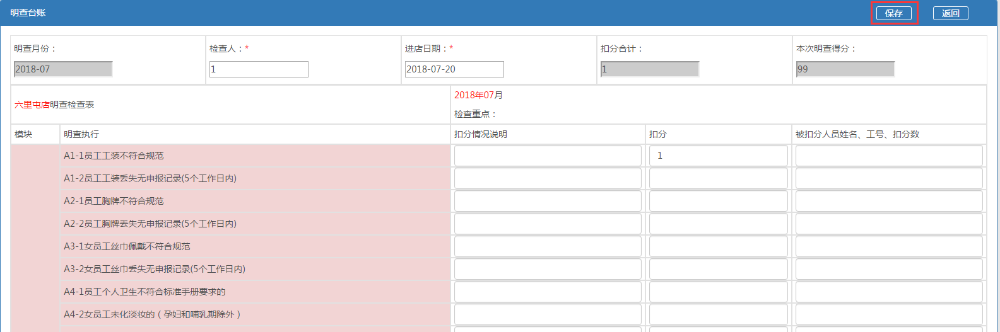 明查台账 保存 返回
明查月份： 检查人：* 进店日期：* 扣分合计： 本次明查得分：
2018-07 1 2018-07-20 1 99
六里屯店明查检查表
2018年07月
检查重点：
模块 明查执行 扣分情况说明 扣分 被扣分人员姓名、工号、扣分数
A1-1员工工装不符合规范 1
A1-2员工工装丢失无申报记录(5个工作日内)
A2-1员工胸牌不符合规范
A2-2员工胸牌丢失无申报记录(5个工作日内)
A3-1女员工丝巾佩戴不符合规范
A3-2女员工丝巾丢失无申报记录(5个工作日内)
A4-1员工个人卫生不符合标准手册要求的
A4-2女员工未化淡妆的（孕妇和哺乳期除外）